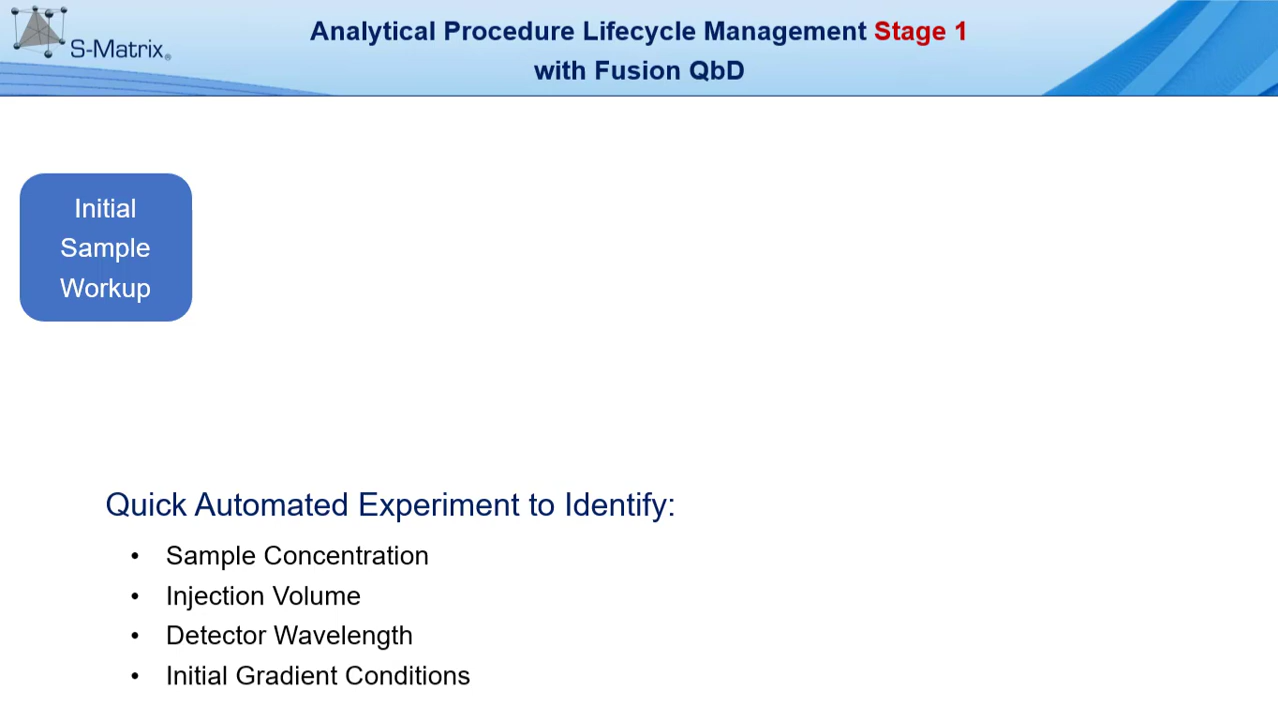 S-Matrix®
Analytical Procedure Lifecycle Management Stage 1
with Fusion QbD
Initial
Sample
Workup
Quick Automated Experiment to Identify:
• Sample Concentration
• Injection Volume
• Detector Wavelength
• Initial Gradient Conditions